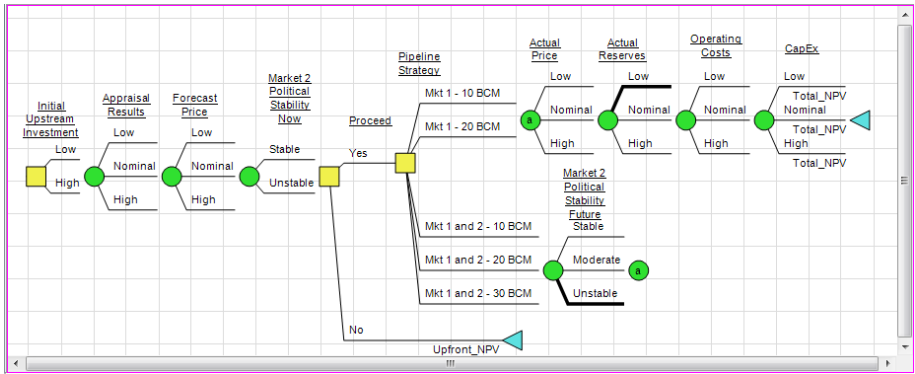 Initial
Upstream
Investment
Low
High
Appraisal
Results
Low
Nominal
High
Forecast
Price
Low
Nominal
High
Market 2
Political
Stability
Now
Stable
Unstable
Proceed
Yes
No
Upfront_NPV
Pipeline
Strategy
Mkt 1 - 10 BCM
Mkt 1 - 20 BCM
Mkt 1 and 2 - 10 BCM
Mkt 1 and 2 - 20 BCM
Mkt 1 and 2 - 30 BCM
Actual
Price
a
Low
Nominal
High
Actual
Reserves
Low
Nominal
High
Operating
Costs
Low
Nominal
High
CapEx
Low
Total_NPV
Nominal
Total_NPV
High
Total_NPV
Market 2
Political
Stability
Future
Stable
Moderate
a
Unstable